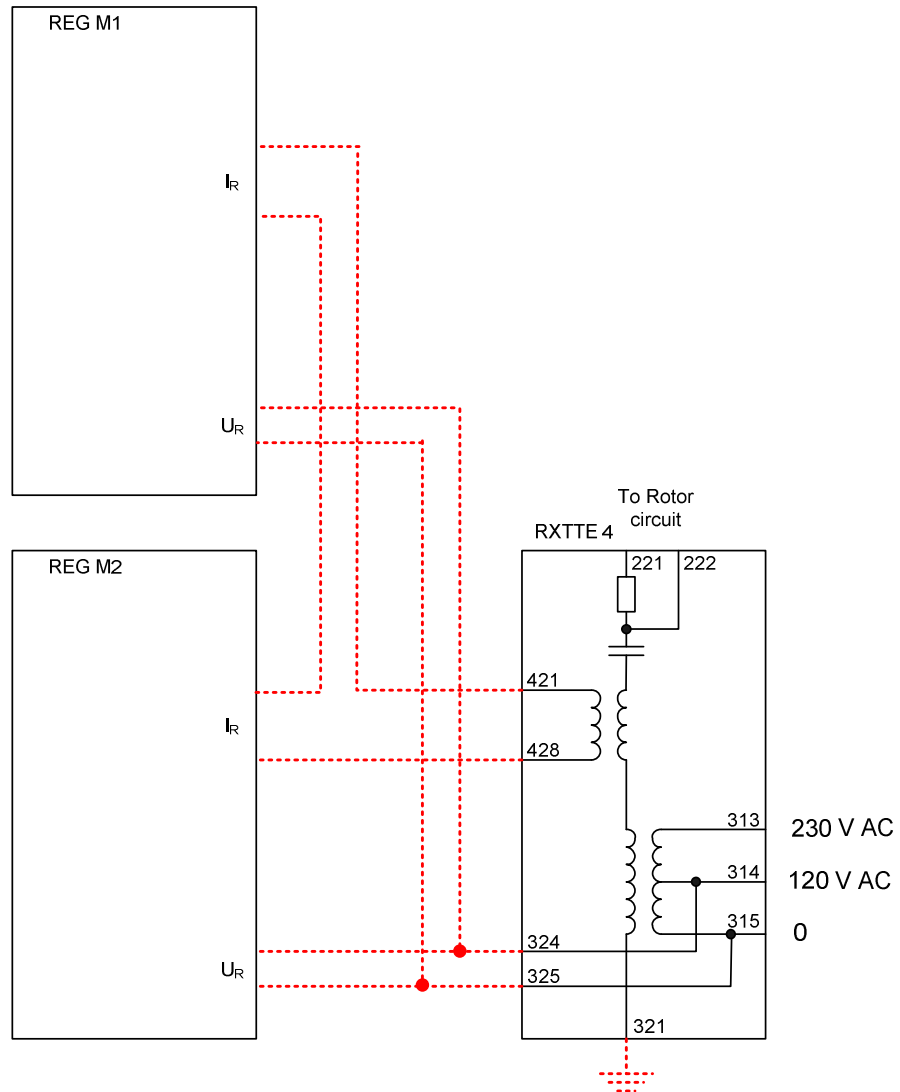 REG M1
IR
UR
To Rotor
circuit
RXTTE 4
REG M2
221
222
421
428
IR
313
230 V AC
314
120 V AC
315
0
324
UR
325
321